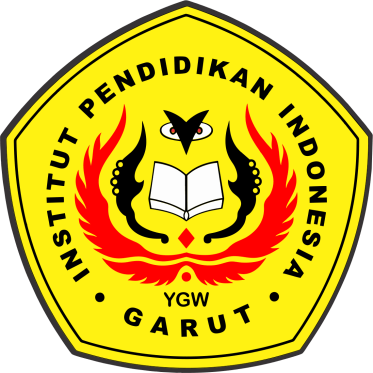 INSTITUT PENDIDIKAN INDONESIA
YGW
• GARUT •